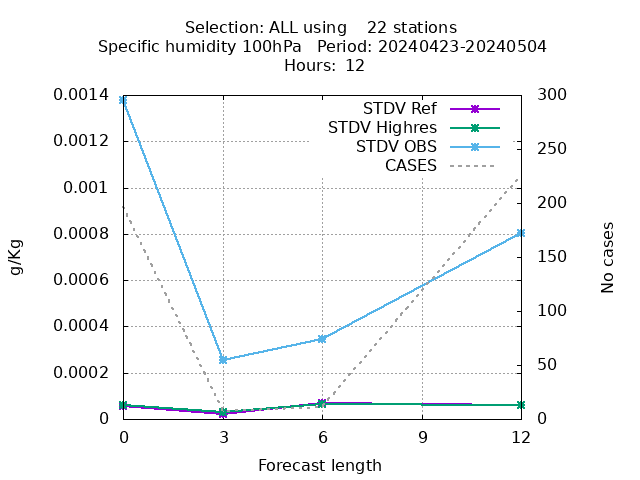 Selection: ALL using    22 stations
Specific humidity 100hPa   Period: 20240423-20240504
Hours: 12
STDV Ref
STDV Highres
STDV OBS
CASES
g/Kg
0.0014
0.0012
0.001
0.0008
0.0006
0.0004
0.0002
0
300
250
200
150
100
50
0
No cases
0 3 6 9 12
Forecast length